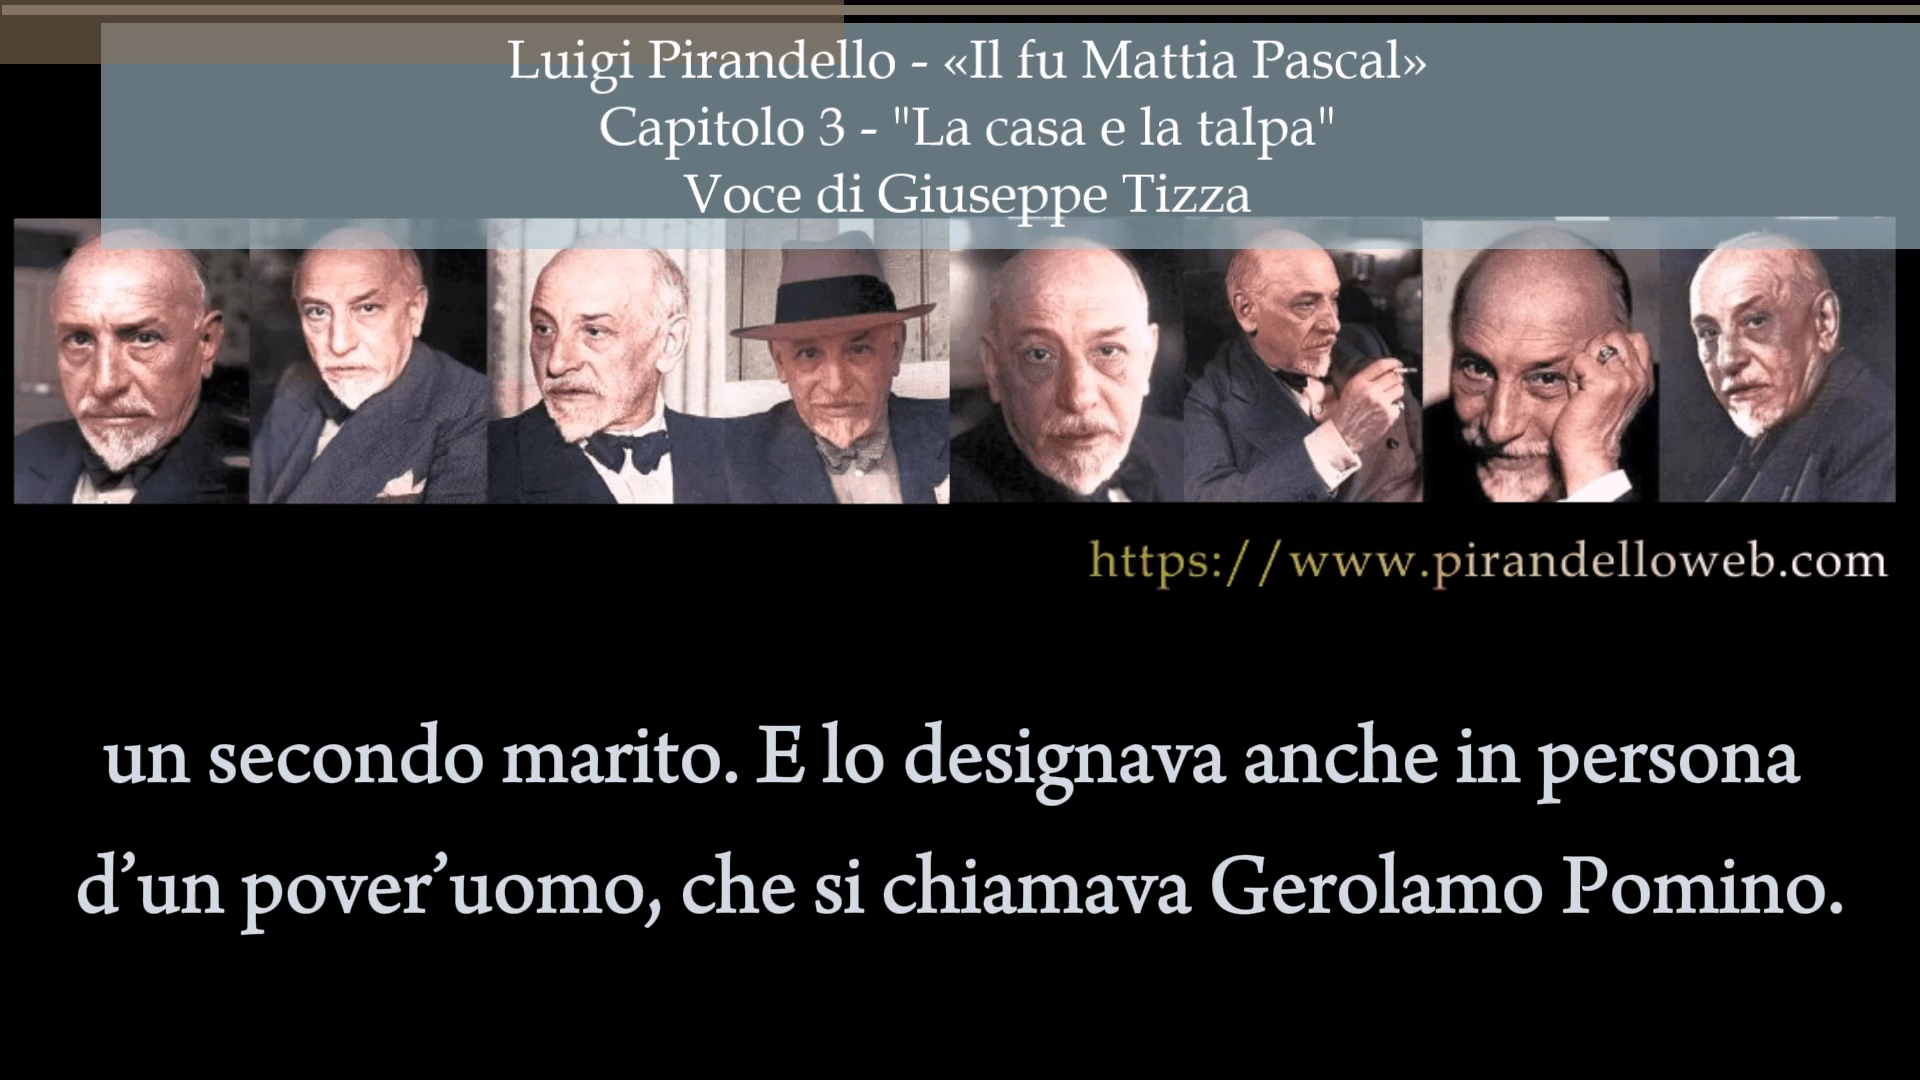 Luigi Pirandello - «Il fu Mattia Pascal»
Capitolo 3 - "La casa e la talpa"
Voce di Giuseppe Tizza
https://www.pirandelloweb.com
un secondo marito. E lo designava anche in persona
d’un pover’uomo, che si chiamava Gerolamo Pomino.